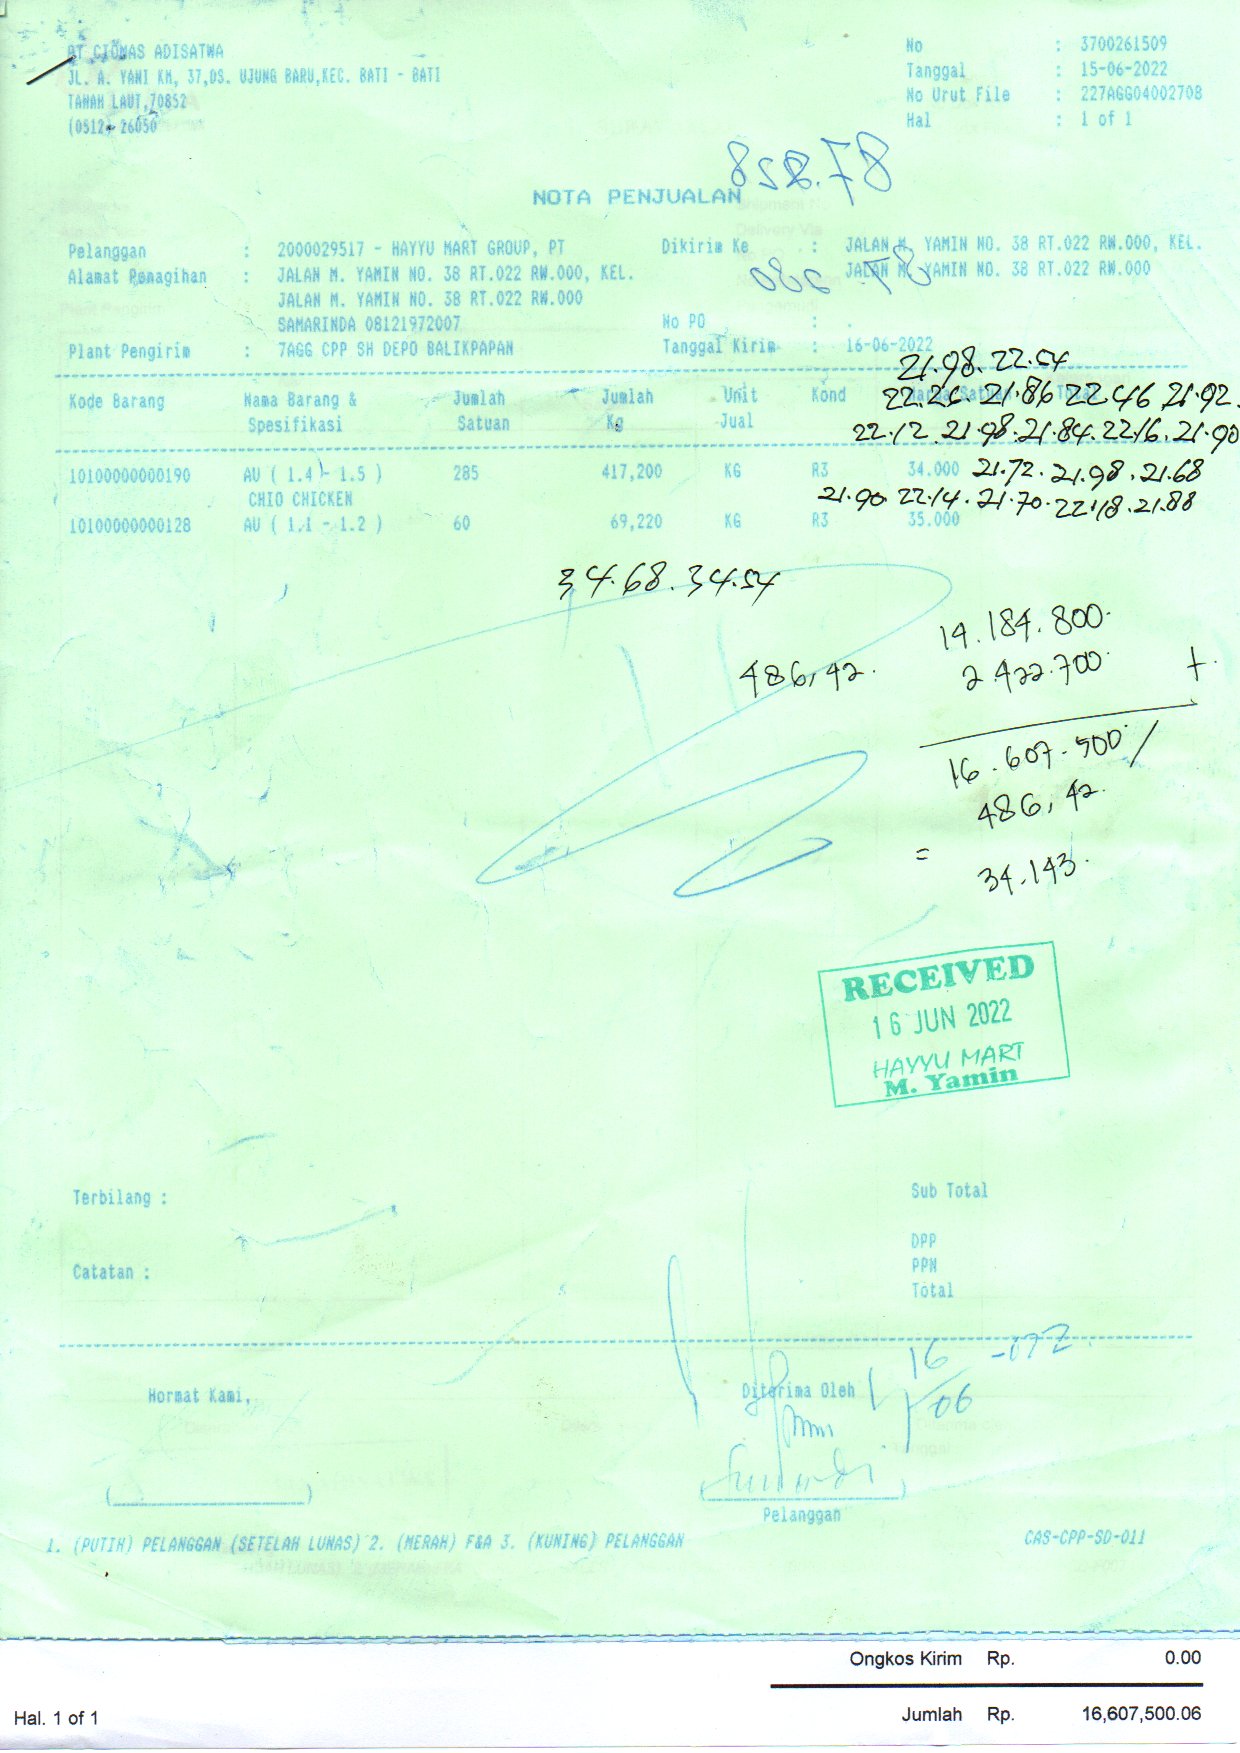 PT CIOMAS ADISATWA
JL. A. YANI KM, 37,DS. UJUNG BARU,KEC. BATI - BATI
TANAH LAUT,70852
(0512- 26050
No : 3700261509
Tanggal : 15-06-2022
No Urut File : 227AGG04002708
Hal : 1 of 1
NOTA PENJUALAN
Pelanggan : 2000029517 - HAYYU MART GROUP, PT
Alamat Penagihan : JALAN M. YAMIN NO. 38 RT.022 RW.000, KEL.
JALAN M. YAMIN NO. 38 RT.022 RW.000
SAMARINDA 08121972007
Plant Pengirim : 7AGG CPP SH DEPO BALIKPAPAN
Dikirim Ke : JALAN M. YAMIN NO. 38 RT.022 RW.000, KEL.
JALAN M. YAMIN NO. 38 RT.022 RW.000
No PO : .
Tanggal Kirim : 16-06-2022
21.98.22.54
22.26.21.86 22.46.21.92.
22.12.21.98.21.84.22.16.21.90
21.72.21.98.21.68
21.90 22.14.21.70.22.18.21.88
Kode Barang Nama Barang & Jumlah Jumlah Unit Kond
Spesifikasi Satuan Kg Jual
10100000000190 AU ( 1.4 - 1.5 ) 285 417,200 KG R3 34.000
CHIO CHICKEN
10100000000128 AU ( 1.1 - 1.2 ) 60 69,220 KG R3 35.000
34.68.34.54
14.184.800.
486,42. 2.422.700 +
16.607.500 /
486,42.
= 34.143.
RECEIVED
16 JUN 2022
HAYYU MART
M. Yamin
Terbilang :
Catatan :
Sub Total
DPP
PPN
Total
Hormat Kami,
Diterima Oleh
16
/06
Pelanggan
1. (PUTIH) PELANGGAN (SETELAH LUNAS) 2. (MERAH) F&A 3. (KUNING) PELANGGAN
CAS-CPP-SD-011
Ongkos Kirim Rp. 0.00
Jumlah Rp. 16,607,500.06
Hal. 1 of 1